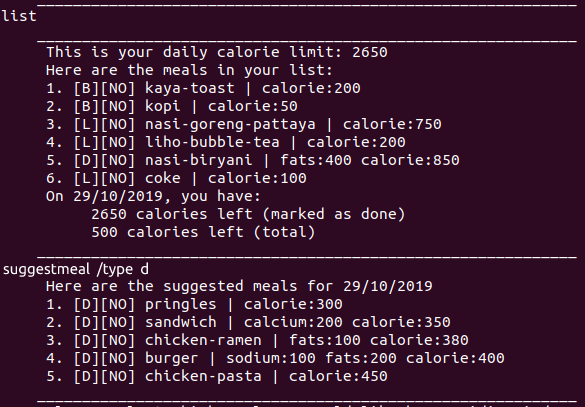 list
This is your daily calorie limit: 2650
Here are the meals in your list:
1. [B][NO] kaya-toast | calorie:200
2. [B][NO] kopi | calorie:50
3. [L][NO] nasi-goreng-pattaya | calorie:750
4. [L][NO] liho-bubble-tea | calorie:200
5. [D][NO] nasi-biryani | fats:400 calorie:850
6. [L][NO] coke | calorie:100
On 29/10/2019, you have:
2650 calories left (marked as done)
500 calories left (total)
suggestmeal /type d
Here are the suggested meals for 29/10/2019
1. [D][NO] pringles | calorie:300
2. [D][NO] sandwich | calcium:200 calorie:350
3. [D][NO] chicken-ramen | fats:100 calorie:380
4. [D][NO] burger | sodium:100 fats:200 calorie:400
5. [D][NO] chicken-pasta | calorie:450